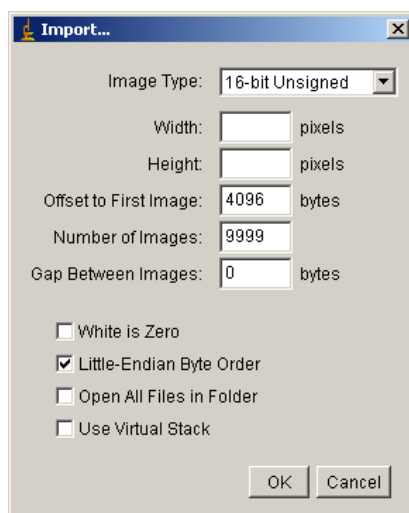 Import...
Image Type: 16-bit Unsigned
Width: pixels
Height: pixels
Offset to First Image: 4096 bytes
Number of Images: 9999
Gap Between Images: 0 bytes
White is Zero
Little-Endian Byte Order
Open All Files in Folder
Use Virtual Stack
OK Cancel